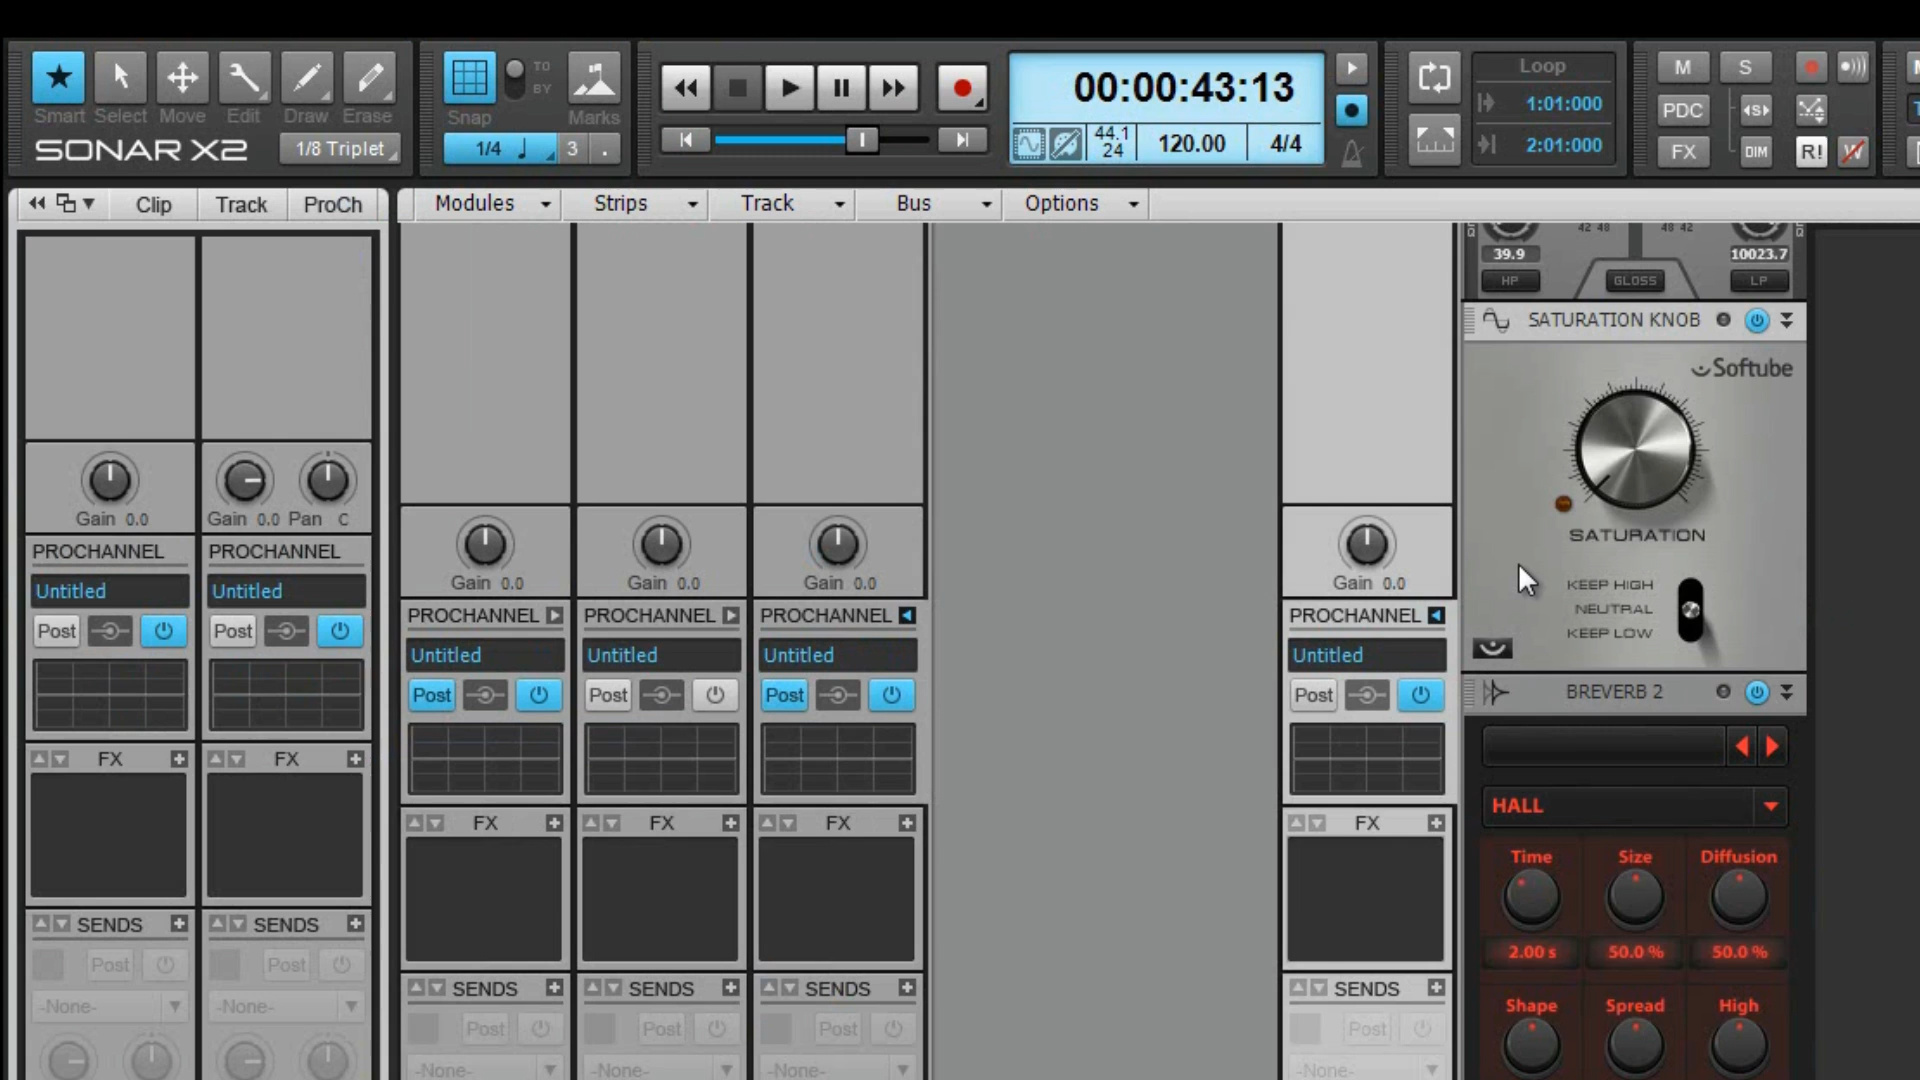 TO
BY
Smart Select Move Edit Draw Erase
Snap
Marks
SONAR X2
1/8 Triplet
1/4
3 .
00:00:43:13
44.1
24
120.00
4/4
Loop
1:01:000
2:01:000
M S
PDC <S>
FX DIM R!
Clip Track ProCh
Modules Strips Track Bus Options
42 48 48 42
39.9 10023.7
HP GLOSS LP
SATURATION KNOB
Softube
SATURATION
KEEP HIGH
NEUTRAL
KEEP LOW
BREVERB 2
HALL
Time Size Diffusion
2.00 s 50.0 % 50.0 %
Shape Spread High
Gain 0.0 Gain 0.0 Pan C
PROCHANNEL PROCHANNEL
Untitled Untitled
Post Post
FX FX
SENDS SENDS
Post Post
-None- -None-
Gain 0.0 Gain 0.0 Gain 0.0 Gain 0.0
PROCHANNEL PROCHANNEL PROCHANNEL PROCHANNEL
Untitled Untitled Untitled Untitled
Post Post Post Post
FX FX FX FX
SENDS SENDS SENDS SENDS
Post Post Post Post
-None- -None- -None- -None-